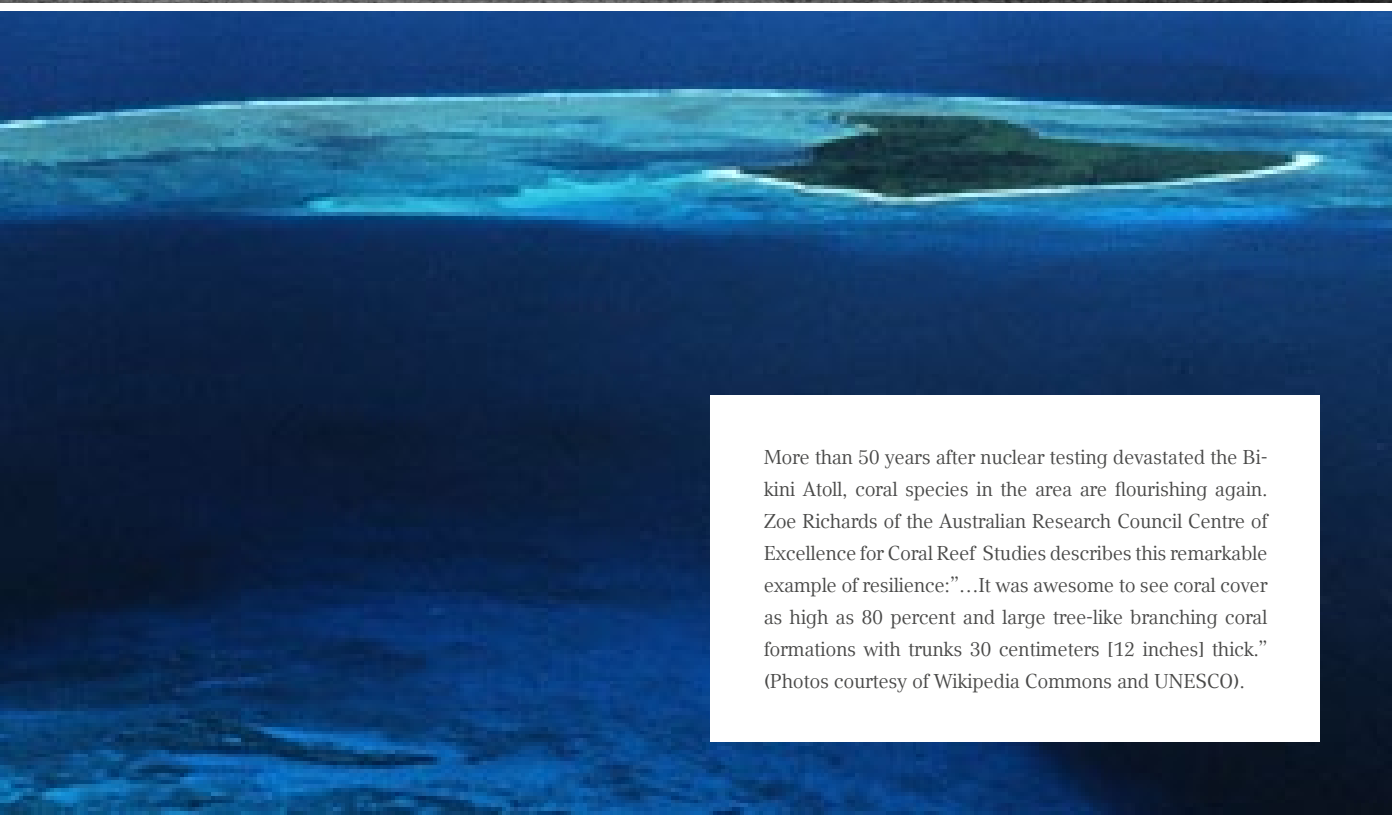 More than 50 years after nuclear testing devastated the Bi-
kini Atoll, coral species in the area are flourishing again.
Zoe Richards of the Australian Research Council Centre of
Excellence for Coral Reef Studies describes this remarkable
example of resilience:”…It was awesome to see coral cover
as high as 80 percent and large tree-like branching coral
formations with trunks 30 centimeters [12 inches] thick.”
(Photos courtesy of Wikipedia Commons and UNESCO).